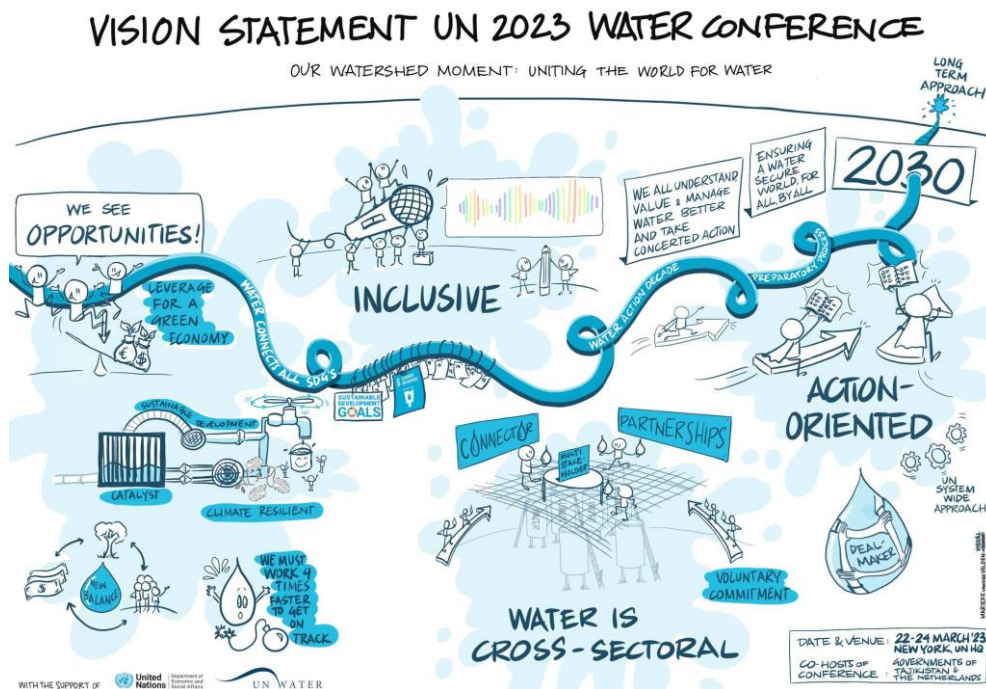 VISION STATEMENT UN 2023 WATER CONFERENCE
OUR WATERSHED MOMENT: UNITING THE WORLD FOR WATER
LONG
TERM
APPROACH
2030
ENSURING
A WATER
SECURE
WORLD, FOR
ALL, BY ALL
WE ALL UNDERSTAND
VALUE & MANAGE
WATER BETTER
AND TAKE
CONCERTED ACTION
WE SEE
OPPORTUNITIES!
LEVERAGE
FOR A
GREEN
ECONOMY
€ $
INCLUSIVE
WATER CONNECTS ALL SDG'S
WATER ACTION DECADE
PREPARATORY PROCESS
SUSTAINABLE
DEVELOPMENT
GOALS
ACTION-
ORIENTED
SUSTAINABLE
DEVELOPMENT
CATALYST
CLIMATE RESILIENT
CONNECTOR
PARTNERSHIPS
MULTI
STAKE-
HOLDER
UN
SYSTEM
WIDE
APPROACH
DEAL-
MAKER
$
NEW
BALANCE
WE MUST
WORK 4
TIMES
FASTER
TO GET
ON
TRACK
VOLUNTARY
COMMITMENT
WATER IS
CROSS-SECTORAL
DATE & VENUE: 22-24 MARCH '23
NEW YORK, UN HQ
CO-HOSTS OF
CONFERENCE :
GOVERNMENTS OF
TAJIKISTAN &
THE NETHERLANDS
WITH THE SUPPORT OF
United
Nations
Department of
Economic and
Social Affairs
UN WATER